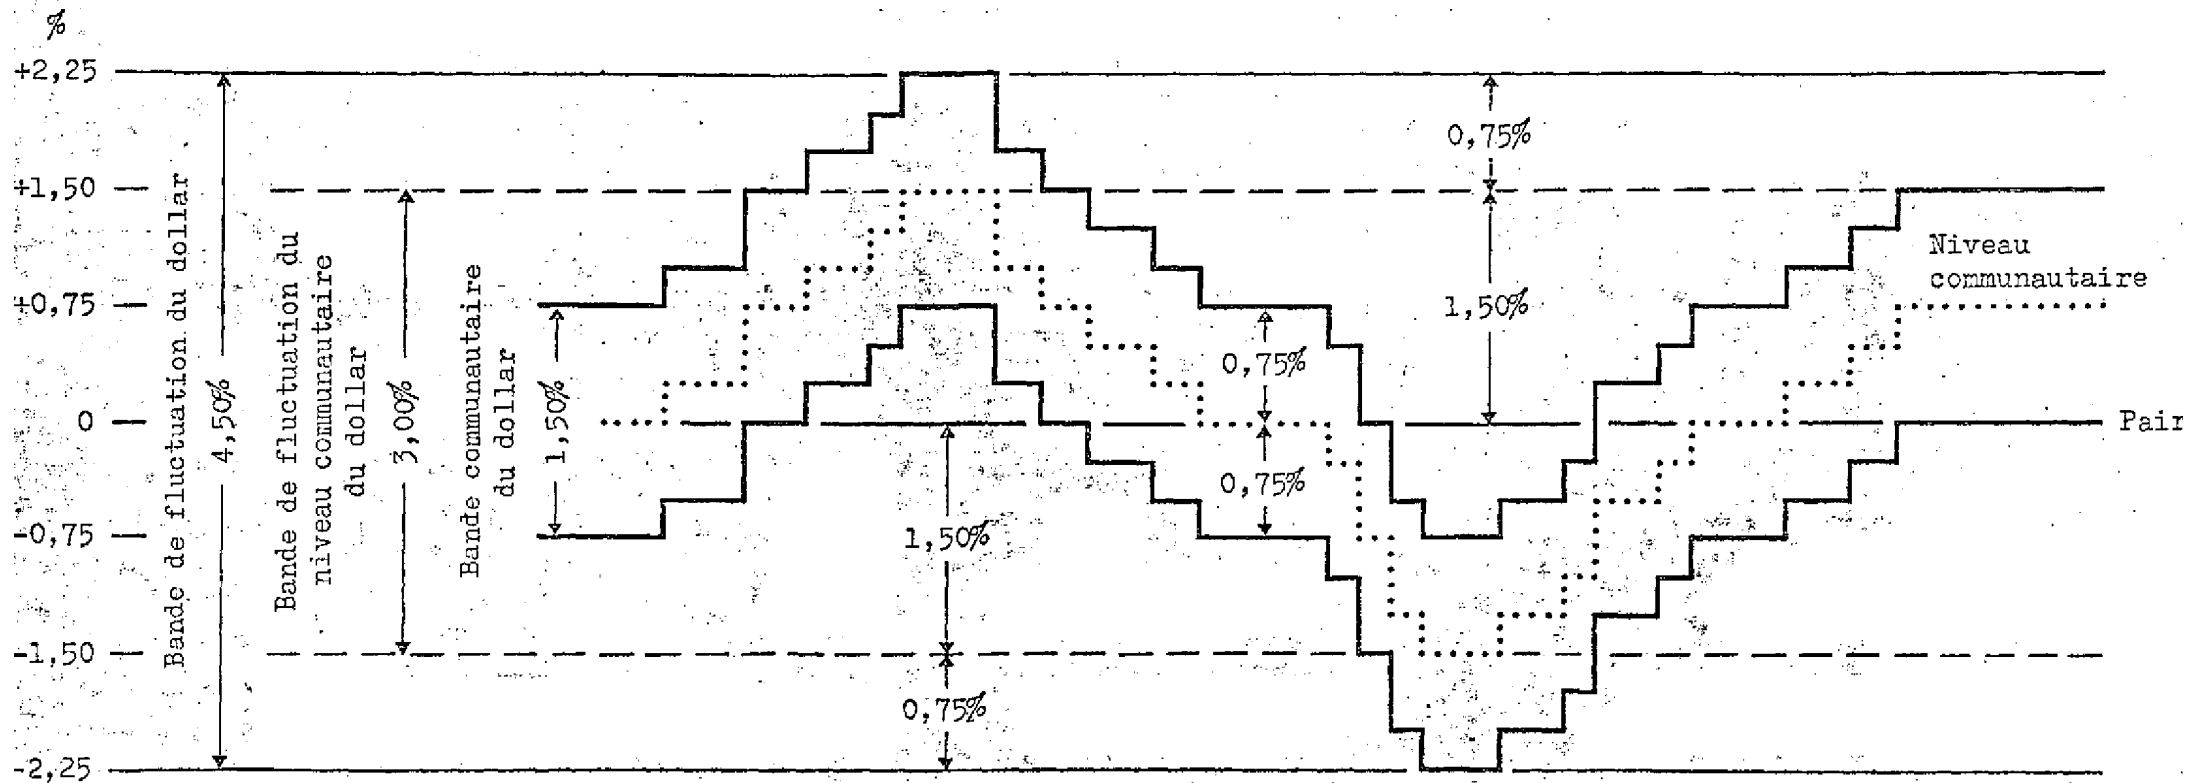 %
+2,25
+1,50
+0,75
0
-0,75
-1,50
-2,25
Bande de fluctuation du dollar
4,50%
Bande de fluctuation du
niveau communautaire
du dollar
3,00%
Bande communautaire
du dollar
1,50%
0,75%
1,50%
0,75%
0,75%
1,50%
0,75%
Niveau
communautaire
Pair